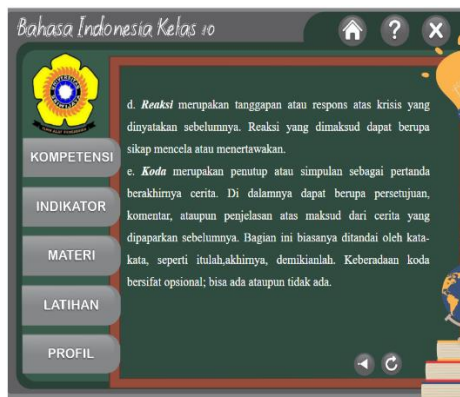 Bahasa Indonesia Kelas 10
?
X
KOMPETENSI
INDIKATOR
MATERI
LATIHAN
PROFIL
d. Reaksi merupakan tanggapan atau respons atas krisis yang
dinyatakan sebelumnya. Reaksi yang dimaksud dapat berupa
sikap mencela atau menertawakan.
e. Koda merupakan penutup atau simpulan sebagai pertanda
berakhirnya cerita. Di dalamnya dapat berupa persetujuan,
komentar, ataupun penjelasan atas maksud dari cerita yang
dipaparkan sebelumnya. Bagian ini biasanya ditandai oleh kata-
kata, seperti itulah,akhirnya, demikianlah. Keberadaan koda
bersifat opsional; bisa ada ataupun tidak ada.